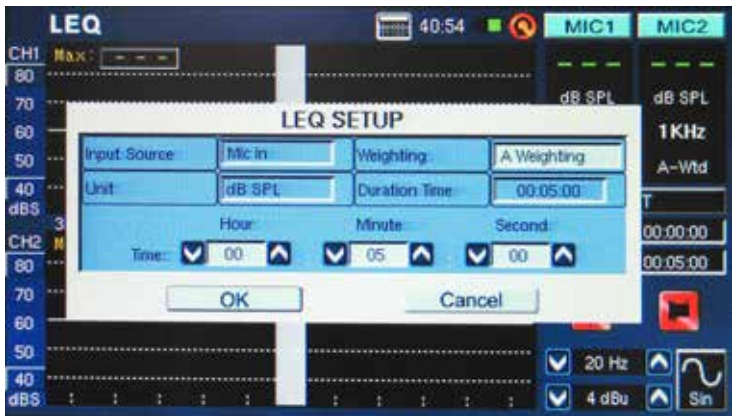 LEQ
40:54
MIC1 MIC2
CH1 Max: - - -
80
70
60
50
40
dBS
CH2
80
70
60
50
40
dBS
- - - - - -
dB SPL dB SPL
1KHz
A-Wtd
T
00:00:00
00:05:00
LEQ SETUP
Input Source Mic in Weighting: A Weighting
Unit dB SPL Duration Time 00:05:00
Hour: Minute: Second:
Time: 00 05 00
OK Cancel
20 Hz
4 dBu
Sin